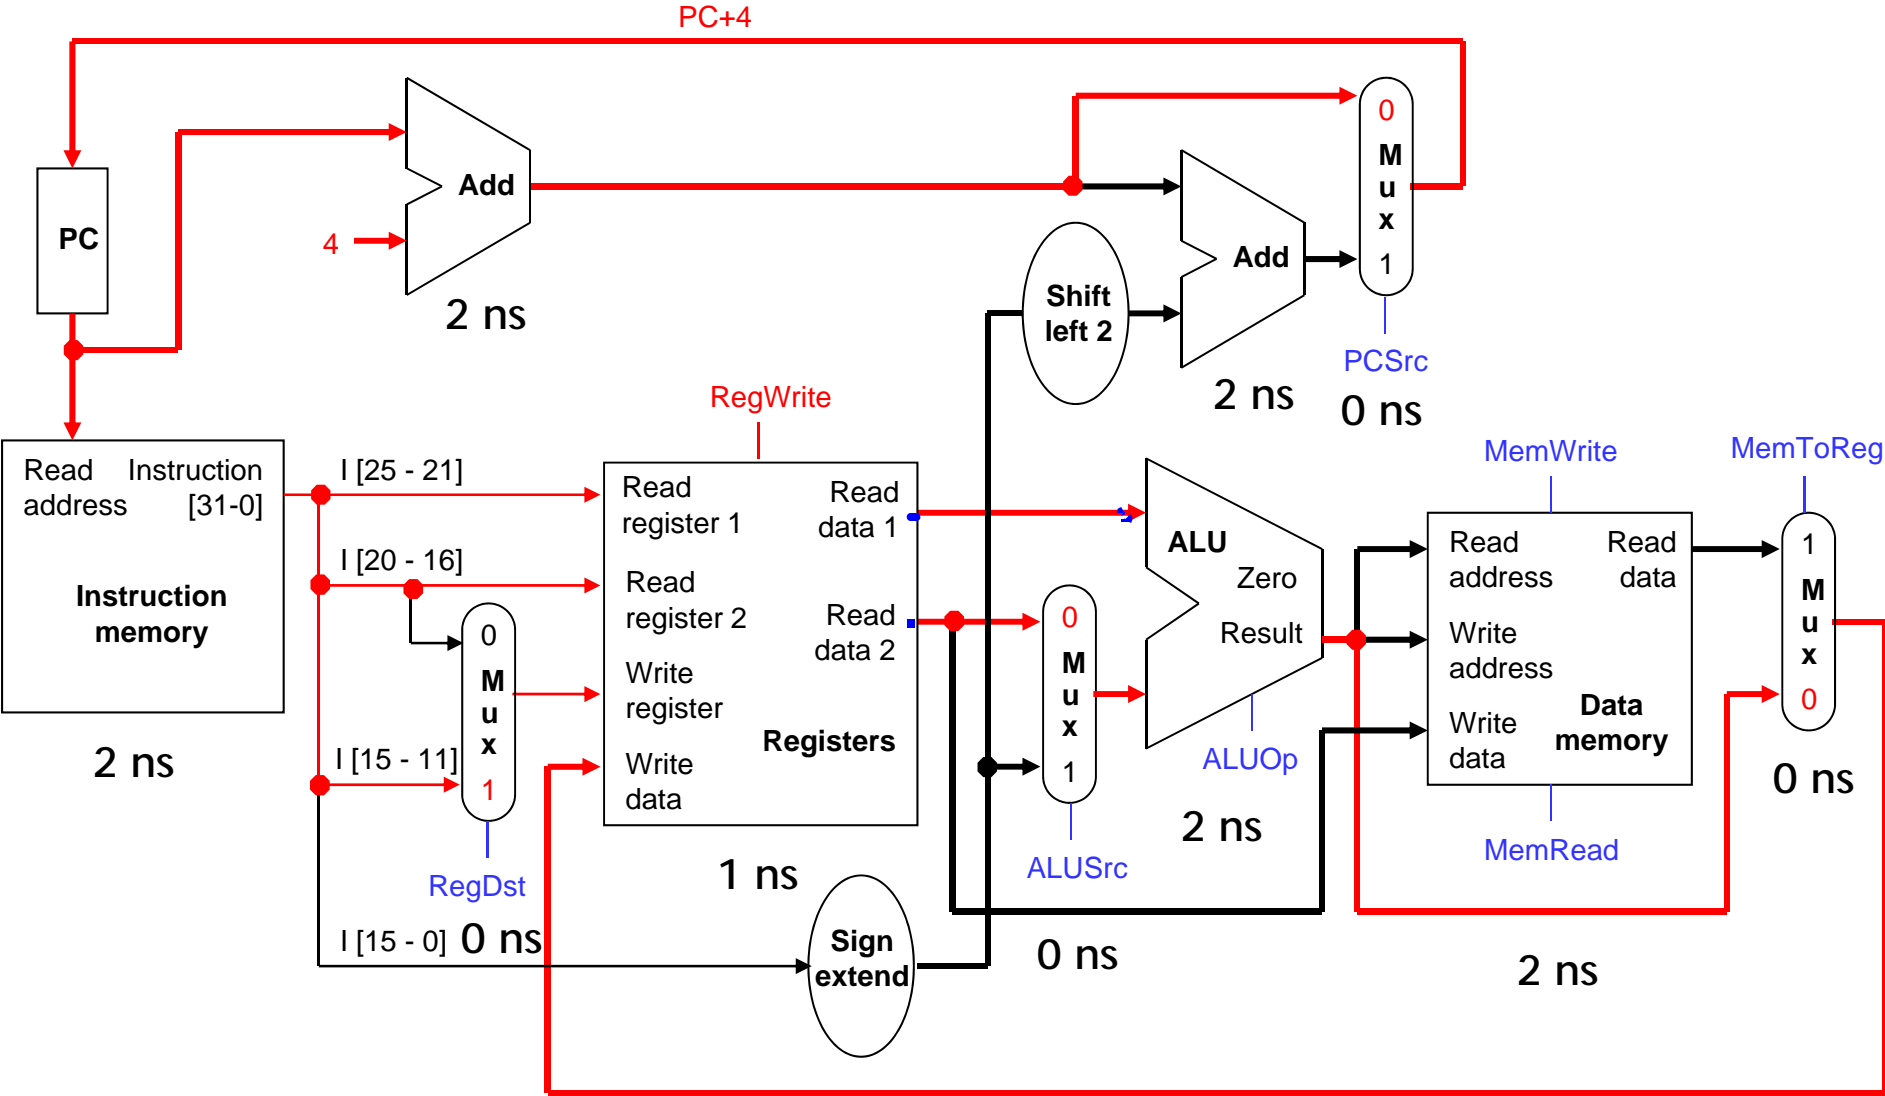 PC+4
0
M
u
x
1
PCSrc
0 ns
Add
4
2 ns
PC
Shift
left 2
Add
2 ns
Read address
Instruction [31-0]
Instruction
memory
2 ns
I [25 - 21]
I [20 - 16]
I [15 - 11]
I [15 - 0]
0
M
u
x
1
RegDst
0 ns
RegWrite
Read
register 1
Read
register 2
Write
register
Write
data
Read
data 1
Read
data 2
Registers
1 ns
Sign
extend
0
M
u
x
1
ALUSrc
0 ns
ALU
Zero
Result
ALUOp
2 ns
MemWrite
Read
address
Write
address
Write
data
Read
data
Data
memory
MemRead
2 ns
MemToReg
1
M
u
x
0
0 ns